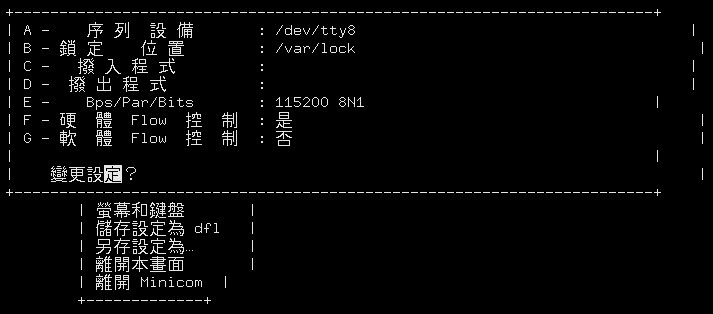 A - 序列設備 : /dev/tty8
B - 鎖定位置 : /var/lock
C - 撥入程式 :
D - 撥出程式 :
E - Bps/Par/Bits : 115200 8N1
F - 硬體 Flow 控制 : 是
G - 軟體 Flow 控制 : 否
變更設定？
螢幕和鍵盤
儲存設定為 dfl
另存設定為…
離開本畫面
離開 Minicom